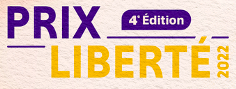 PRIX
4e Édition
LIBERTÉ
2022